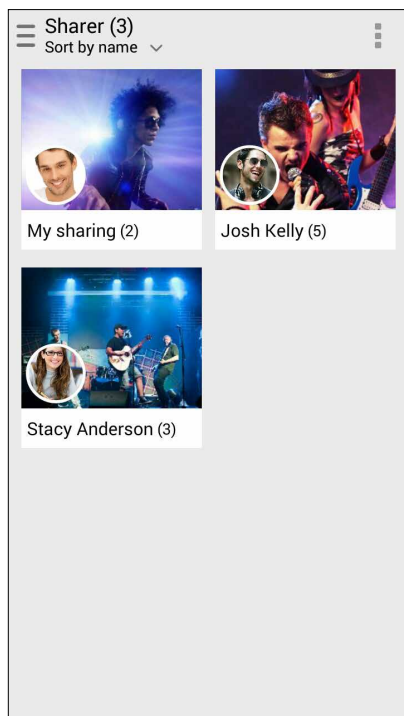 Sharer (3)
Sort by name
My sharing (2)
Josh Kelly (5)
Stacy Anderson (3)